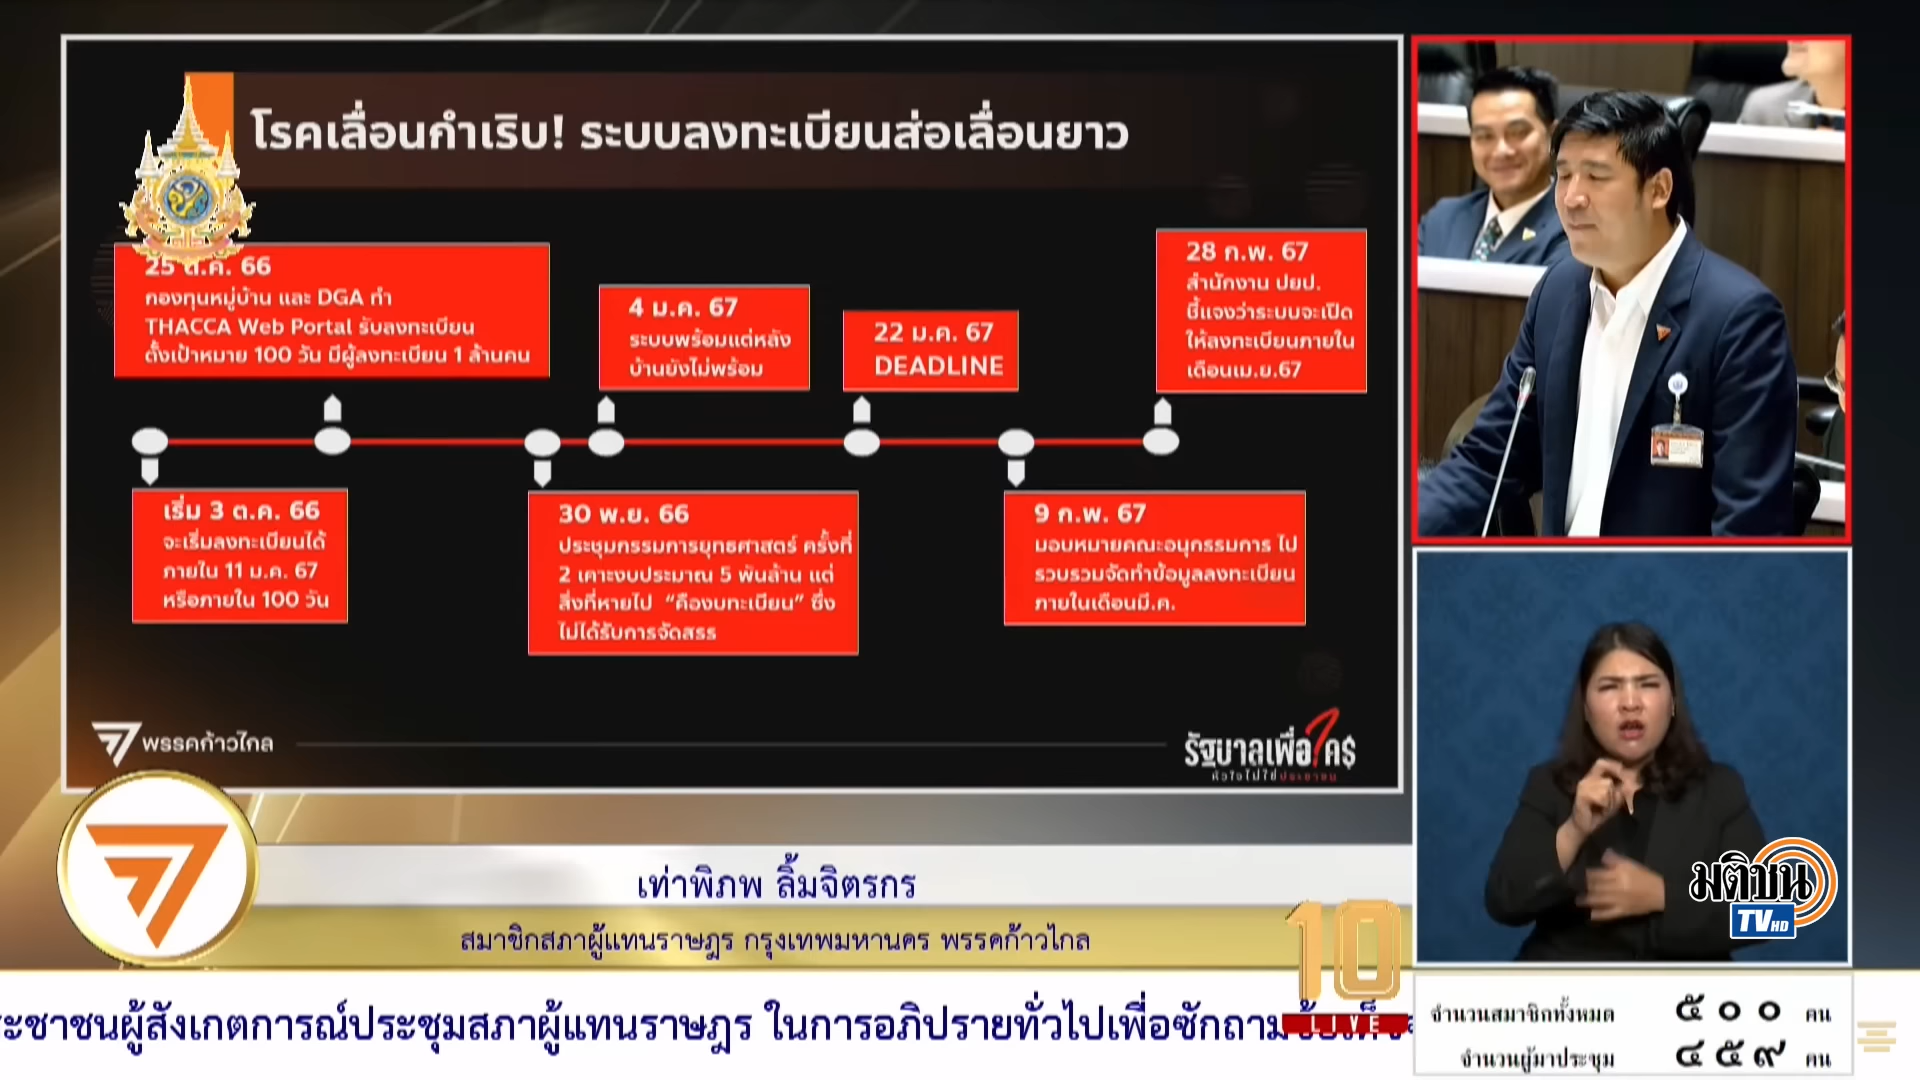 โรคเลื่อนกำเริบ! ระบบลงทะเบียนส่อเลื่อนยาว
25 ต.ค. 66
กองทุนหมู่บ้าน และ DGA ทำ
THACCA Web Portal รับลงทะเบียน
ตั้งเป้าหมาย 100 วัน มีผู้ลงทะเบียน 1 ล้านคน
4 ม.ค. 67
ระบบพร้อมแต่หลัง
บ้านยังไม่พร้อม
22 ม.ค. 67
DEADLINE
28 ก.พ. 67
สำนักงาน ปยป.
ชี้แจงว่าระบบจะเปิด
ให้ลงทะเบียนภายใน
เดือนเม.ย.67
เริ่ม 3 ต.ค. 66
จะเริ่มลงทะเบียนได้
ภายใน 11 ม.ค. 67
หรือภายใน 100 วัน
30 พ.ย. 66
ประชุมกรรมการยุทธศาสตร์ ครั้งที่
2 เคาะงบประมาณ 5 พันล้าน แต่
สิ่งที่หายไป “คืองบทะเบียน” ซึ่ง
ไม่ได้รับการจัดสรร
9 ก.พ. 67
มอบหมายคณะอนุกรรมการ ไป
รวบรวมจัดทำข้อมูลลงทะเบียน
ภายในเดือนมี.ค.
พรรคก้าวไกล
รัฐบาลเพื่อใคร$
หัวใจไม่ใช่ประชาชน
เท่าพิภพ ลิ้มจิตรกร
สมาชิกสภาผู้แทนราษฎร กรุงเทพมหานคร พรรคก้าวไกล
10
LIVE
มติชน
TV HD
ะชาชนผู้สังเกตการณ์ประชุมสภาผู้แทนราษฎร ในการอภิปรายทั่วไปเพื่อซักถาม
จำนวนสมาชิกทั้งหมด ๕๐๐ คน
จำนวนผู้มาประชุม ๔๕๙ คน